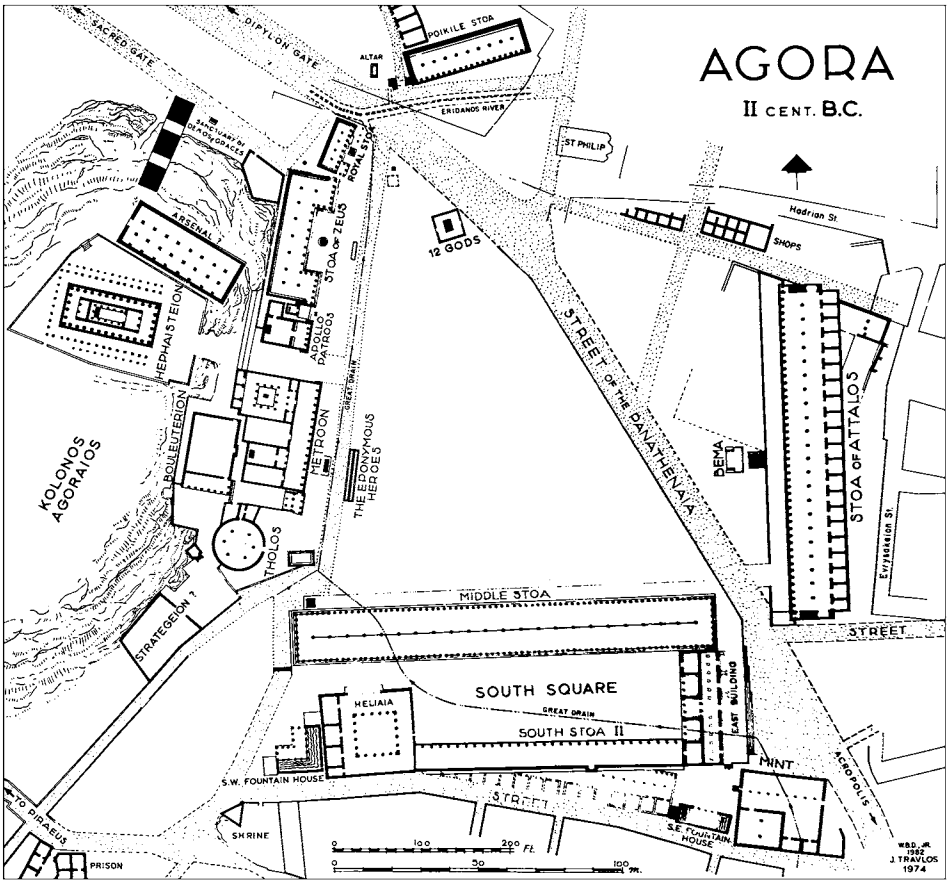 AGORA
II CENT. B.C.
SACRED GATE
DIPYLON GATE
POIKILE STOA
ALTAR
ERIDANOS RIVER
SANCTUARY OF
DEMOS & GRACES
ROYAL STOA
ST PHILIP
Hadrian St.
SHOPS
12 GODS
ARSENAL ?
STOA OF ZEUS
HEPHAISTEION
APOLLO
PATROOS
GREAT DRAIN
STREET OF THE PANATHENAIA
STOA OF ATTALOS
BEMA
Evrysakeion St.
KOLONOS
AGORAIOS
BOULEUTERION
METROON
THE EPONYMOUS
HEROES
THOLOS
STRATEGEION ?
MIDDLE STOA
STREET
SOUTH SQUARE
HELIAIA
GREAT DRAIN
SOUTH STOA II
EAST BUILDING
S.W. FOUNTAIN HOUSE
MINT
ACROPOLIS
STREET
S.E. FOUNTAIN
HOUSE
TO PIRAEUS
SHRINE
PRISON
0 100 200 Ft.
0 50 100 m.
W.B.D., JR.
1982
J. TRAVLOS
1974